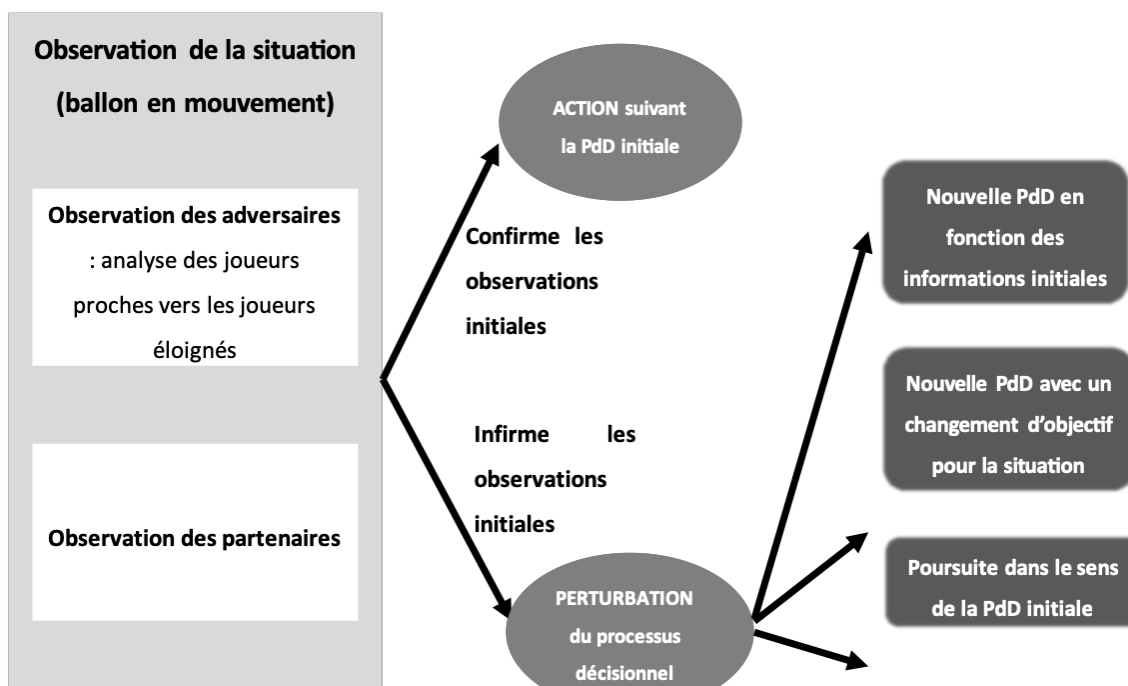 Observation de la situation
(ballon en mouvement)
Observation des adversaires
: analyse des joueurs
proches vers les joueurs
éloignés
Observation des partenaires
ACTION suivant
la PdD initiale
Confirme les
observations
initiales
Infirme les
observations
initiales
PERTURBATION
du processus
décisionnel
Nouvelle PdD en
fonction des
informations initiales
Nouvelle PdD avec un
changement d’objectif
pour la situation
Poursuite dans le sens
de la PdD initiale